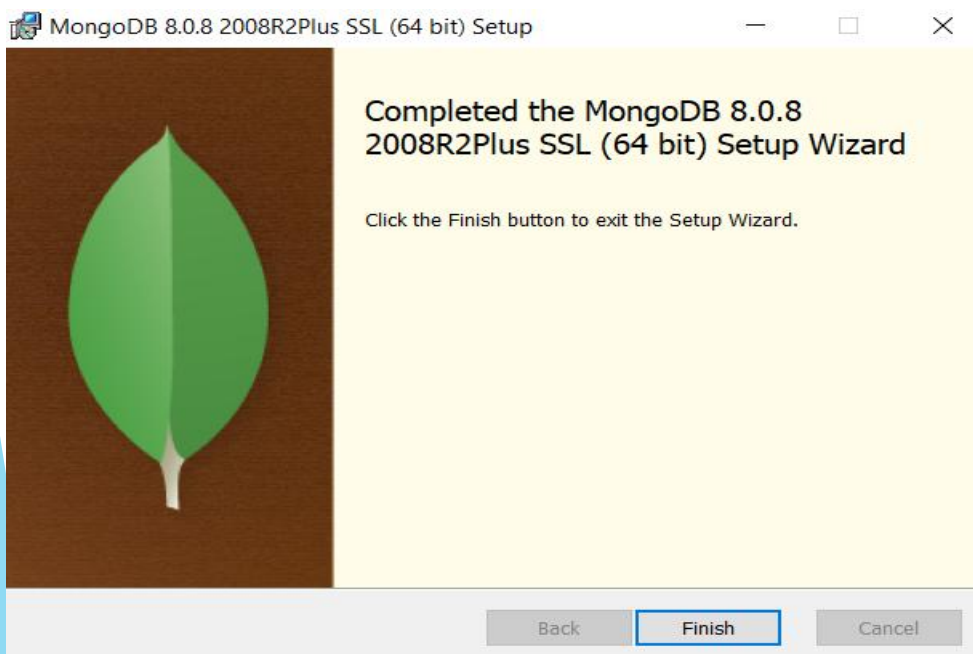 MongoDB 8.0.8 2008R2Plus SSL (64 bit) Setup
Completed the MongoDB 8.0.8
2008R2Plus SSL (64 bit) Setup Wizard
Click the Finish button to exit the Setup Wizard.
Back
Finish
Cancel